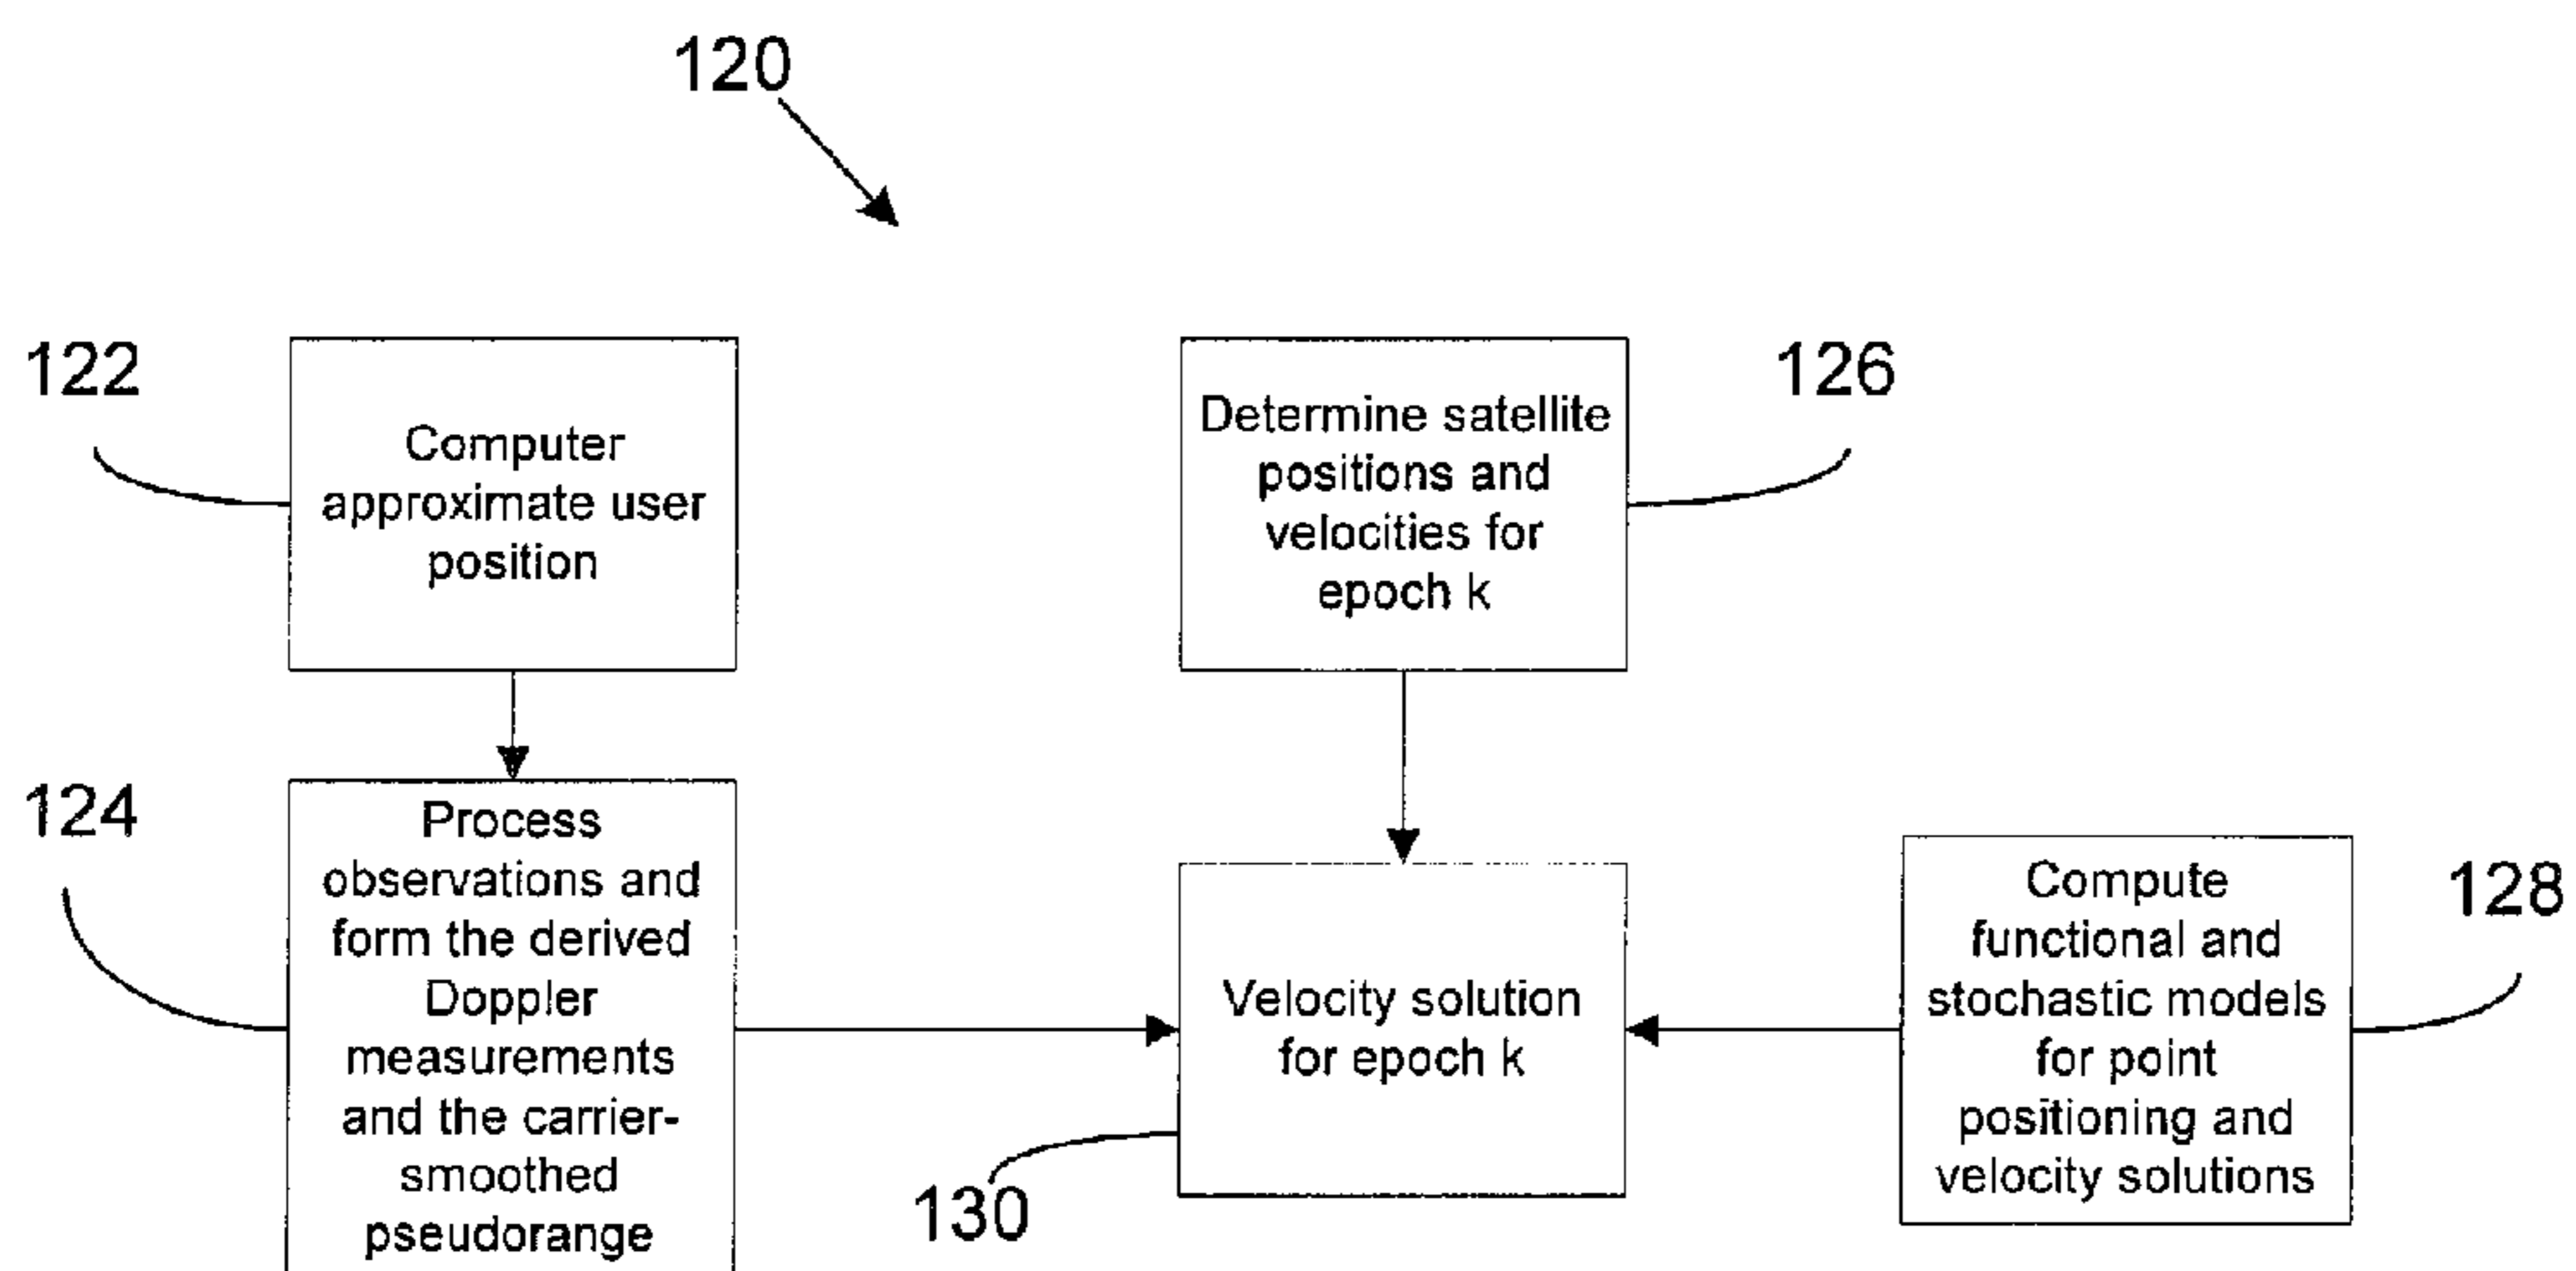 120
122
Computer
approximate user
position
Determine satellite
positions and
velocities for
epoch k
126
124
Process
observations and
form the derived
Doppler
measurements
and the carrier-
smoothed
pseudorange
Velocity solution
for epoch k
130
Compute
functional and
stochastic models
for point
positioning and
velocity solutions
128